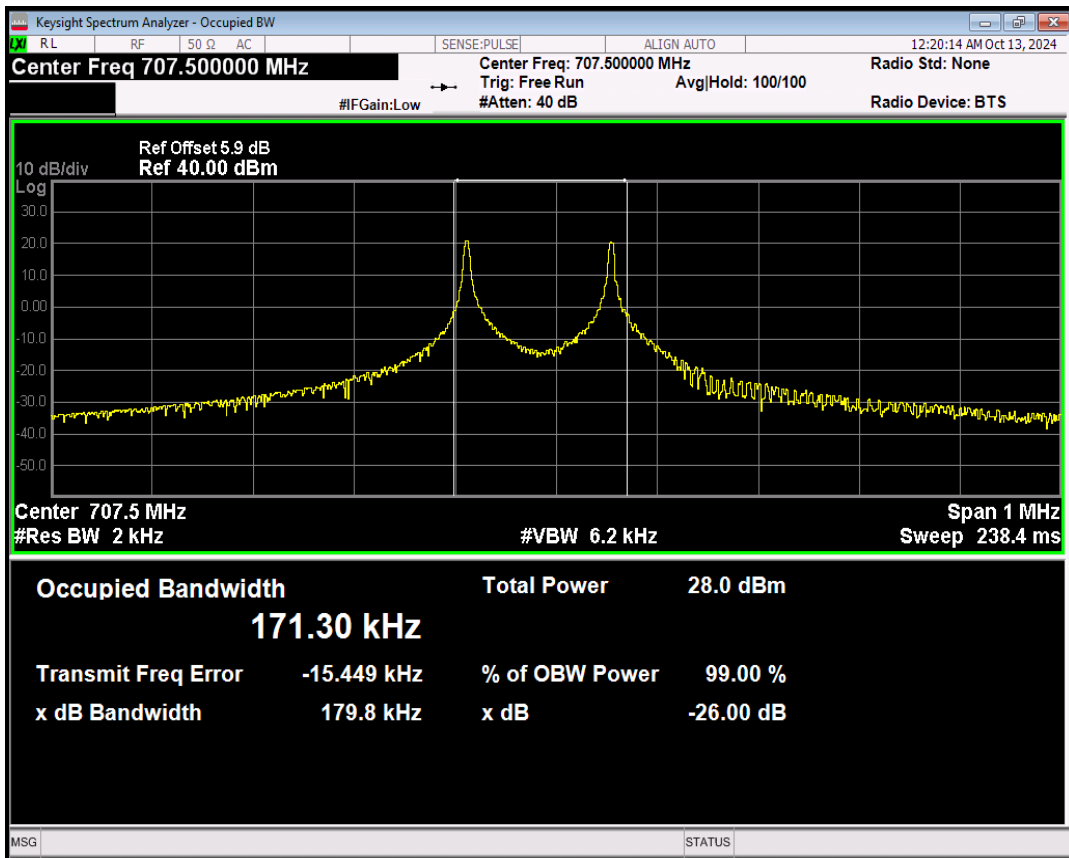 Keysight Spectrum Analyzer - Occupied BW
LXI RL RF 50 Ω AC SENSE:PULSE ALIGN AUTO 12:20:14 AM Oct 13, 2024
Center Freq 707.500000 MHz Center Freq: 707.500000 MHz Radio Std: None
Trig: Free Run Avg|Hold: 100/100
#IFGain:Low #Atten: 40 dB Radio Device: BTS
Ref Offset 5.9 dB
10 dB/div Ref 40.00 dBm
Log
30.0
20.0
10.0
0.00
-10.0
-20.0
-30.0
-40.0
-50.0
Center 707.5 MHz Span 1 MHz
#Res BW 2 kHz #VBW 6.2 kHz Sweep 238.4 ms
Occupied Bandwidth Total Power 28.0 dBm
171.30 kHz
Transmit Freq Error -15.449 kHz % of OBW Power 99.00 %
x dB Bandwidth 179.8 kHz x dB -26.00 dB
MSG STATUS